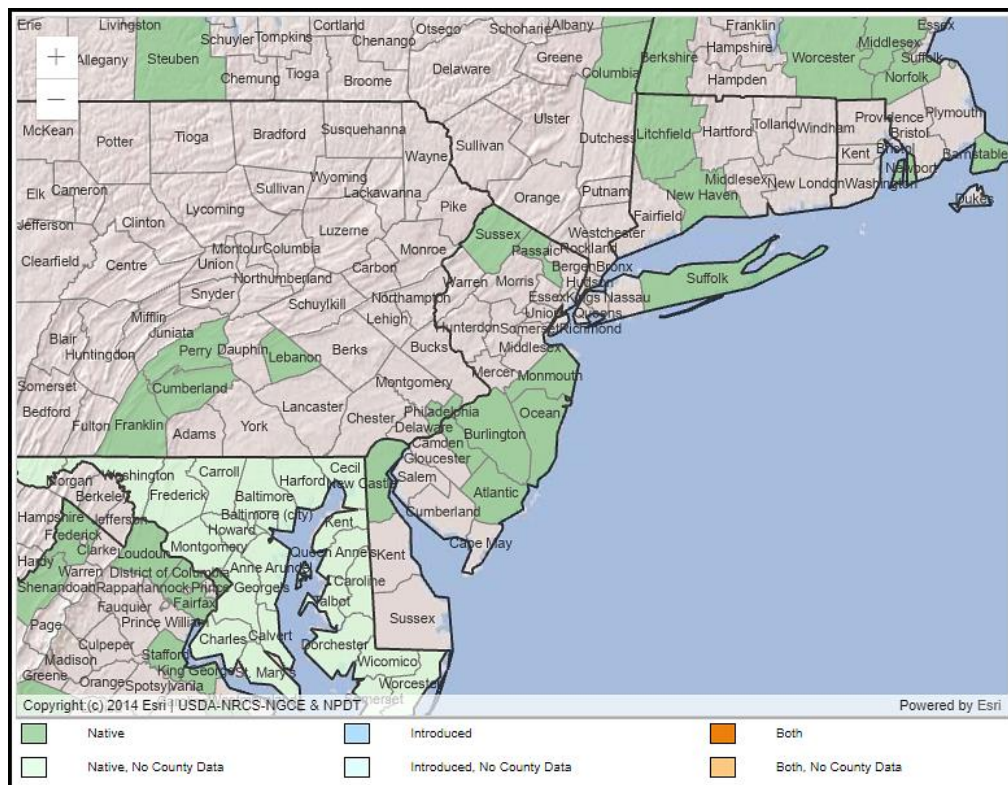 Erie Livingston Schuyler Tompkins Cortland Otsego Schoharie Albany Franklin Essex
Allegany Steuben Chenango Greene Columbia Berkshire Hampshire Worcester Middlesex Suffolk
Chemung Tioga Broome Delaware Hampden Norfolk
McKean Potter Tioga Bradford Susquehanna Ulster Dutchess Litchfield Hartford Tolland Windham Providence Plymouth
Wayne Sullivan Kent Bristol Bristol Barnstable
Elk Cameron Sullivan Wyoming Lackawanna Putnam Middlesex New London Washington Newport
Jefferson Clinton Lycoming Luzerne Pike Orange New Haven Fairfield Dukes
Clearfield Centre Montour Columbia Monroe Sussex Passaic Westchester Rockland
Union Northumberland Carbon Warren Morris Bergen Bronx Hudson Suffolk
Snyder Schuylkill Northampton Essex Kings Nassau
Mifflin Juniata Lehigh Hunterdon Union Queens Somerset Richmond
Blair Huntingdon Perry Dauphin Lebanon Berks Bucks Middlesex
Somerset Cumberland Montgomery Mercer Monmouth
Bedford Fulton Franklin Adams York Lancaster Chester Philadelphia Delaware Ocean
Camden Burlington Gloucester
Morgan Washington Carroll Harford Cecil New Castle Salem Atlantic
Berkeley Frederick Baltimore Cumberland
Hampshire Jefferson Baltimore (city) Kent
Frederick Clarke Loudoun Howard Montgomery Queen Anne's Kent Cape May
Hardy Warren District of Columbia Anne Arundel Caroline
Shenandoah Rappahannock Prince George's Talbot
Fauquier Fairfax Sussex
Page Prince William Charles Calvert Dorchester
Culpeper Stafford Wicomico
Madison King George St. Mary's
Greene Orange Spotsylvania Worcester
Somerset
Copyright:(c) 2014 Esri | USDA-NRCS-NGCE & NPDT
Powered by Esri
Native Introduced Both
Native, No County Data Introduced, No County Data Both, No County Data